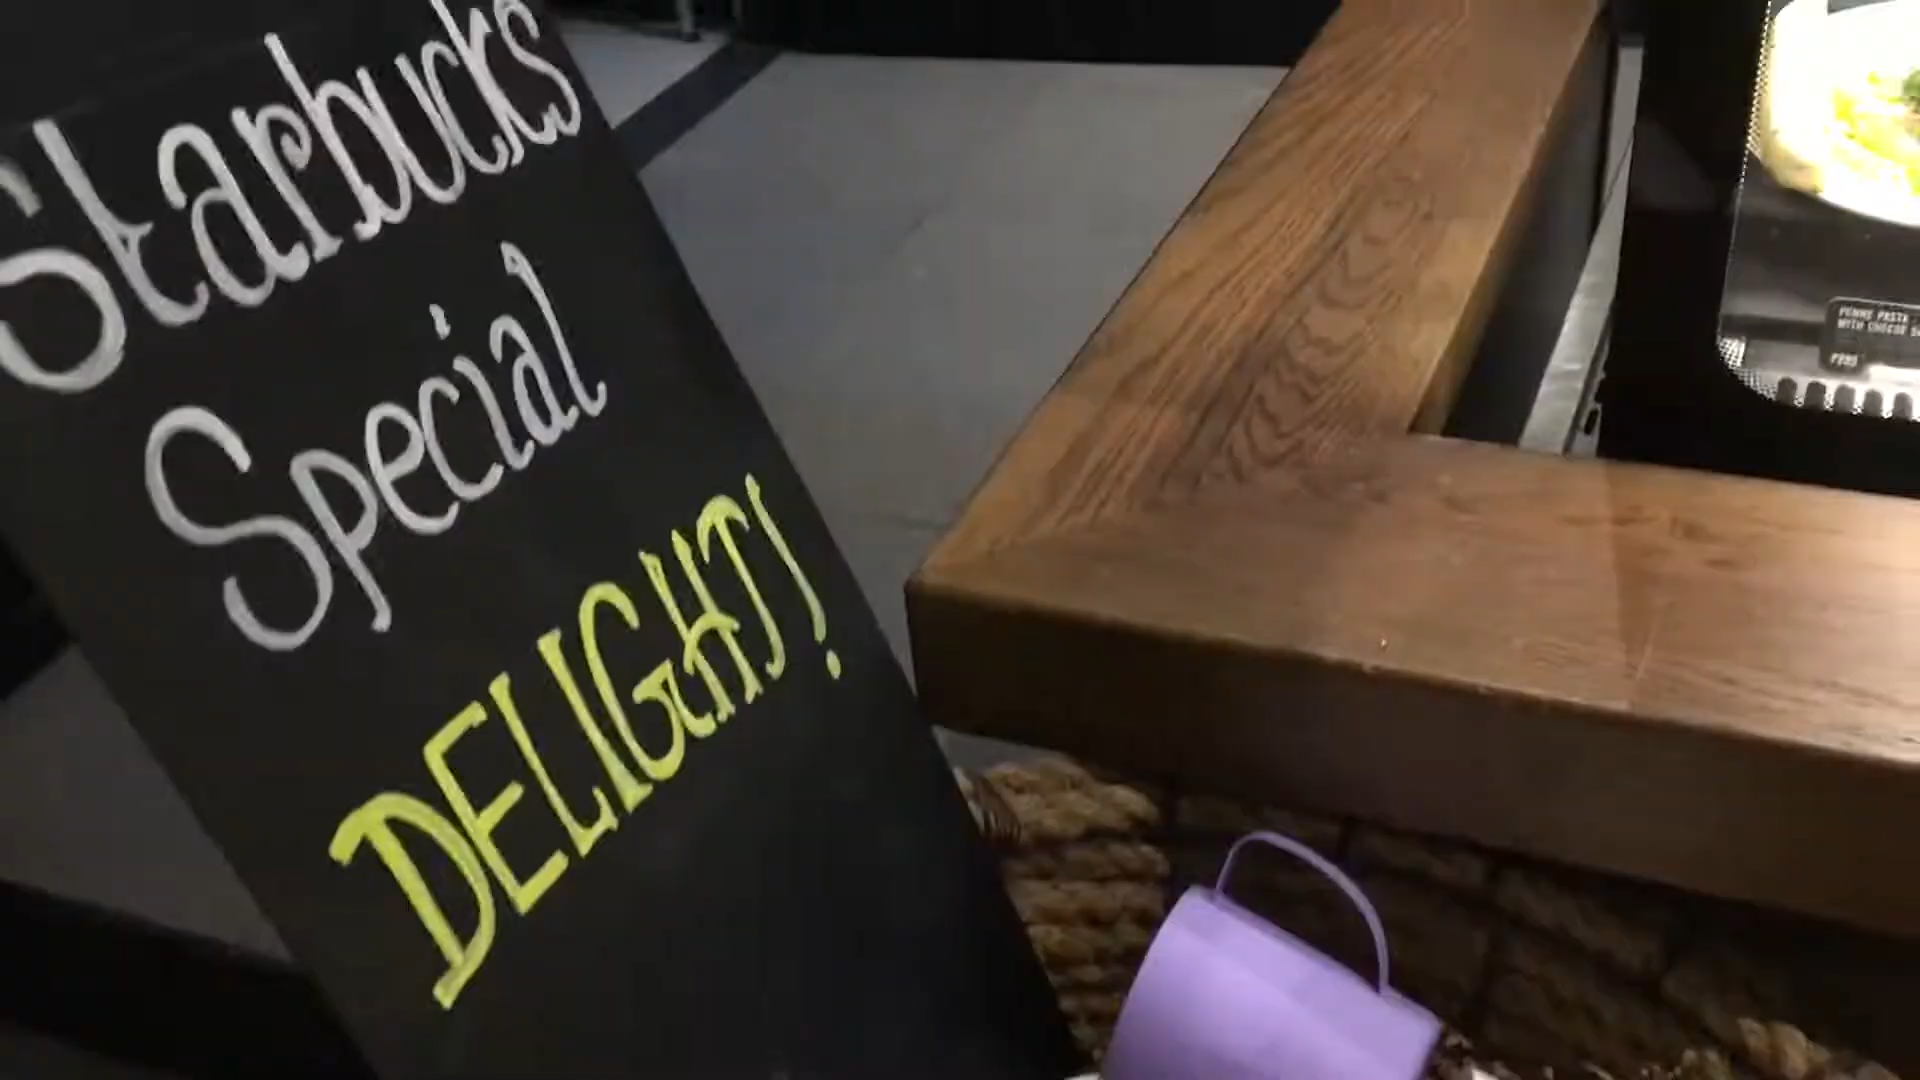 Starbucks
Special
DELIGHT!
PENNE PASTA
WITH CHEESE